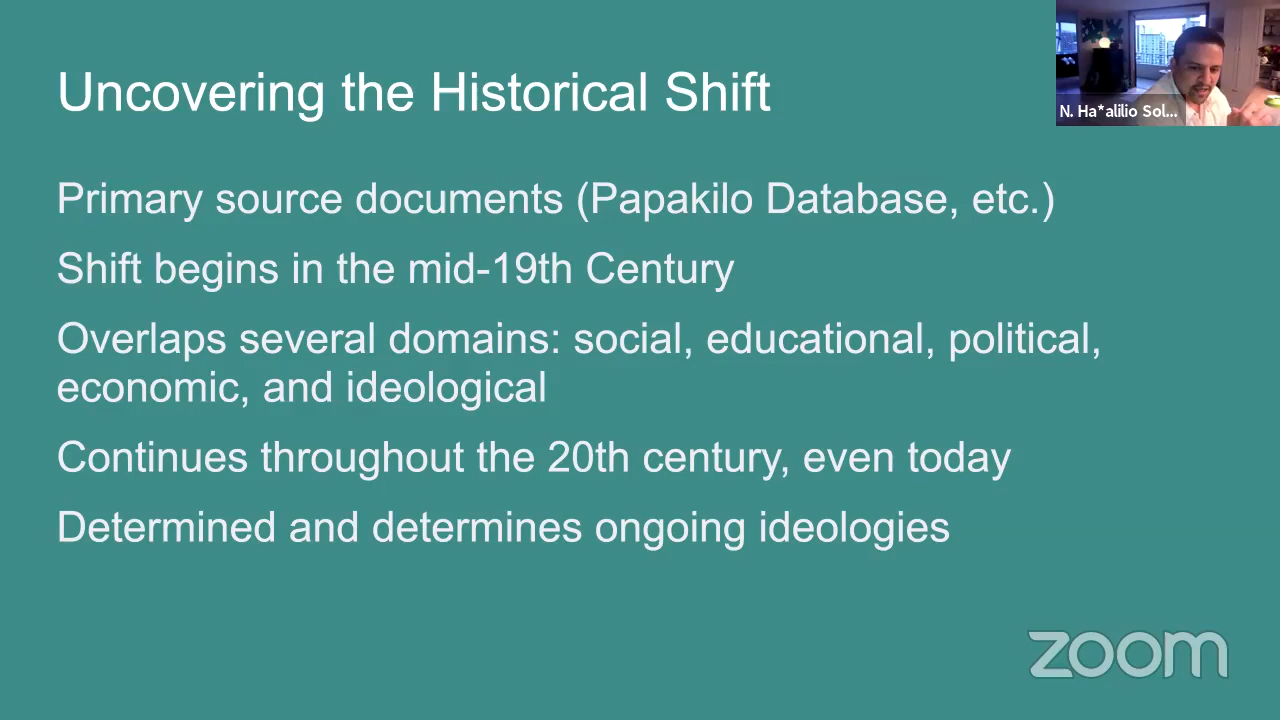 Uncovering the Historical Shift
N. Ha*alilio Sol...
Primary source documents (Papakilo Database, etc.)
Shift begins in the mid-19th Century
Overlaps several domains: social, educational, political,
economic, and ideological
Continues throughout the 20th century, even today
Determined and determines ongoing ideologies
zoom